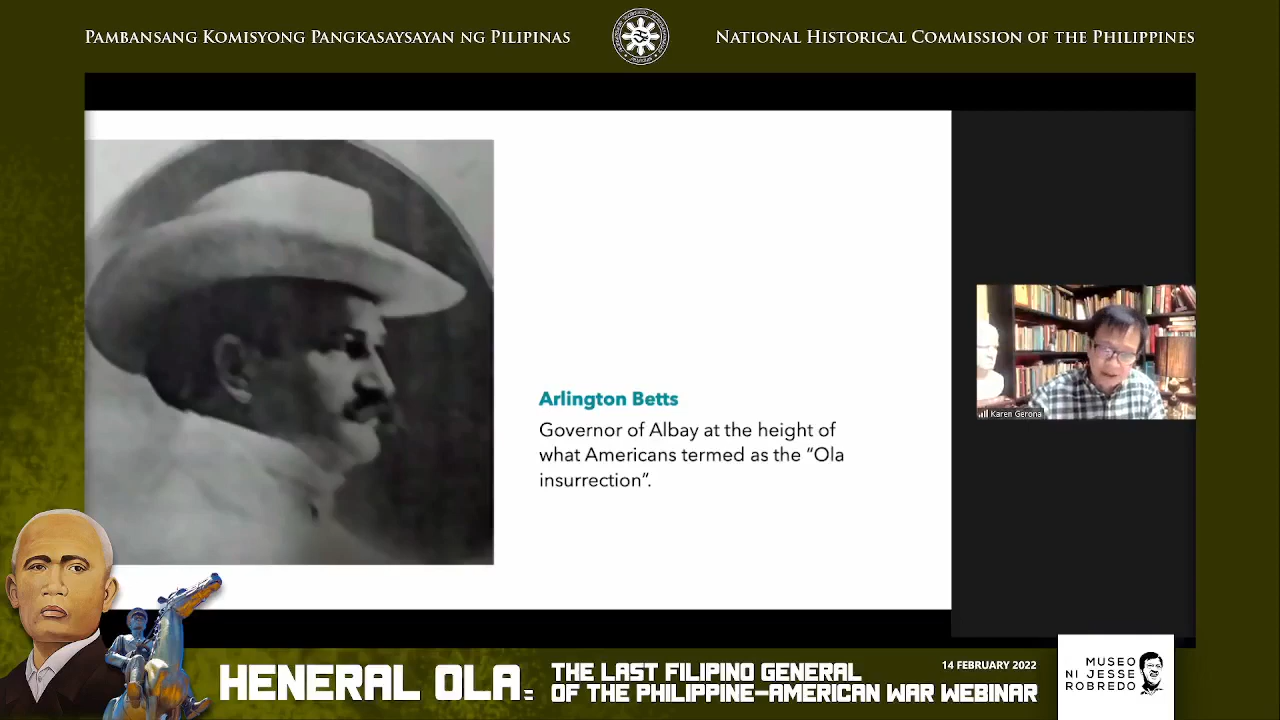 PAMBANSANG KOMISYONG PANGKASAYSAYAN NG PILIPINAS
NATIONAL HISTORICAL COMMISSION OF THE PHILIPPINES
Arlington Betts
Governor of Albay at the height of
what Americans termed as the “Ola
insurrection”.
Karen Gerona
HENERAL OLA:
THE LAST FILIPINO GENERAL
OF THE PHILIPPINE-AMERICAN WAR WEBINAR
14 FEBRUARY 2022
MUSEO
NI JESSE
ROBREDO